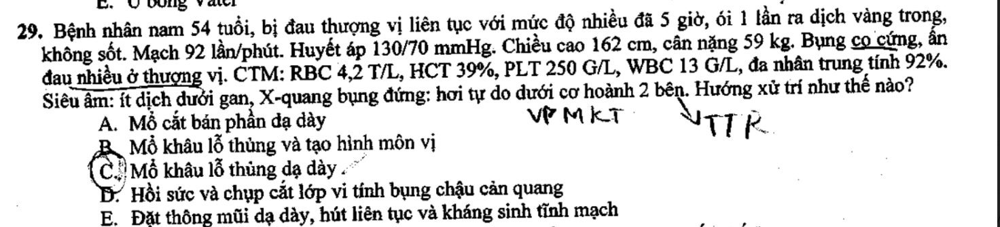 29. Bệnh nhân nam 54 tuổi, bị đau thượng vị liên tục với mức độ nhiều đã 5 giờ, ói 1 lần ra dịch vàng trong,
không sốt. Mạch 92 lần/phút. Huyết áp 130/70 mmHg. Chiều cao 162 cm, cân nặng 59 kg. Bụng co cứng, ấn
đau nhiều ở thượng vị. CTM: RBC 4,2 T/L, HCT 39%, PLT 250 G/L, WBC 13 G/L, đa nhân trung tính 92%.
Siêu âm: ít dịch dưới gan, X-quang bụng đứng: hơi tự do dưới cơ hoành 2 bên. Hướng xử trí như thế nào?
VPMKT TTR
A. Mổ cắt bán phần dạ dày
B. Mổ khâu lỗ thủng và tạo hình môn vị
C. Mổ khâu lỗ thủng dạ dày
D. Hồi sức và chụp cắt lớp vi tính bụng chậu cản quang
E. Đặt thông mũi dạ dày, hút liên tục và kháng sinh tĩnh mạch